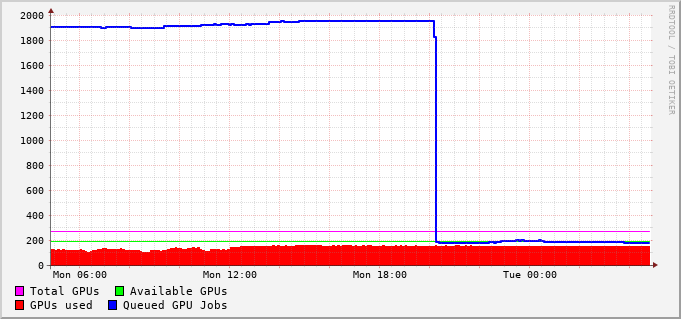 2000
1800
1600
1400
1200
1000
800
600
400
200
0
Mon 06:00 Mon 12:00 Mon 18:00 Tue 00:00
Total GPUs Available GPUs
GPUs used Queued GPU Jobs
RRDTOOL / TOBI OETIKER